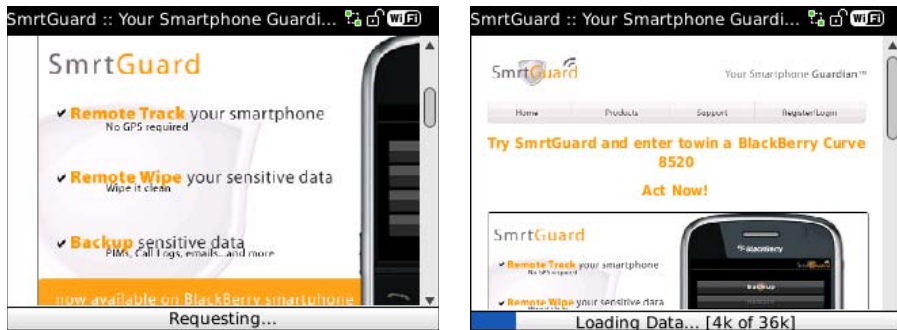 SmrtGuard :: Your Smartphone Guardi... WiFi
SmrtGuard
Remote Track your smartphone
No GPS required
Remote Wipe your sensitive data
Wipe it clean
Backup sensitive data
PIMs, Call Logs, emails...and more
now available on BlackBerry smartphone
Requesting...
SmrtGuard :: Your Smartphone Guardi... WiFi
SmrtGuard
Your Smartphone Guardian™
Home Products Support Register/Login
Try SmrtGuard and enter towin a BlackBerry Curve
8520
Act Now!
SmrtGuard
BlackBerry
Remote Track your smartphone
No GPS required
Backup
Remote Wipe your sensitive data
Loading Data... [4k of 36k]